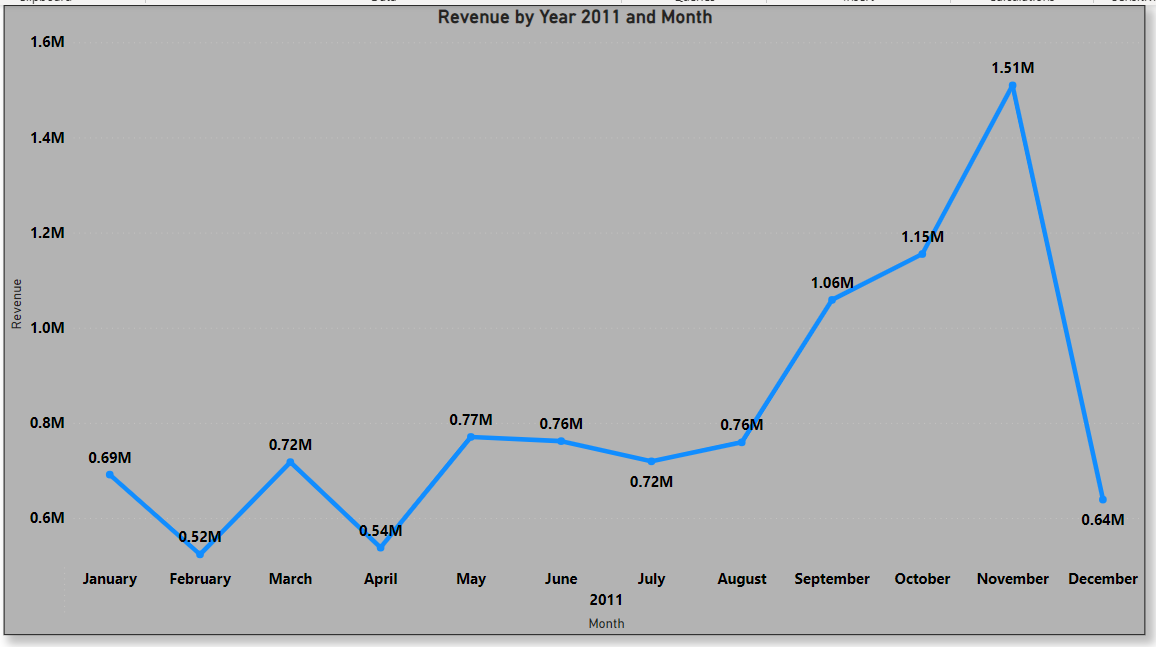 Revenue by Year 2011 and Month
1.6M
1.4M
1.2M
1.0M
0.8M
0.6M
Revenue
0.69M
0.52M
0.72M
0.54M
0.77M
0.76M
0.72M
0.76M
1.06M
1.15M
1.51M
0.64M
January February March April May June July August September October November December
2011
Month